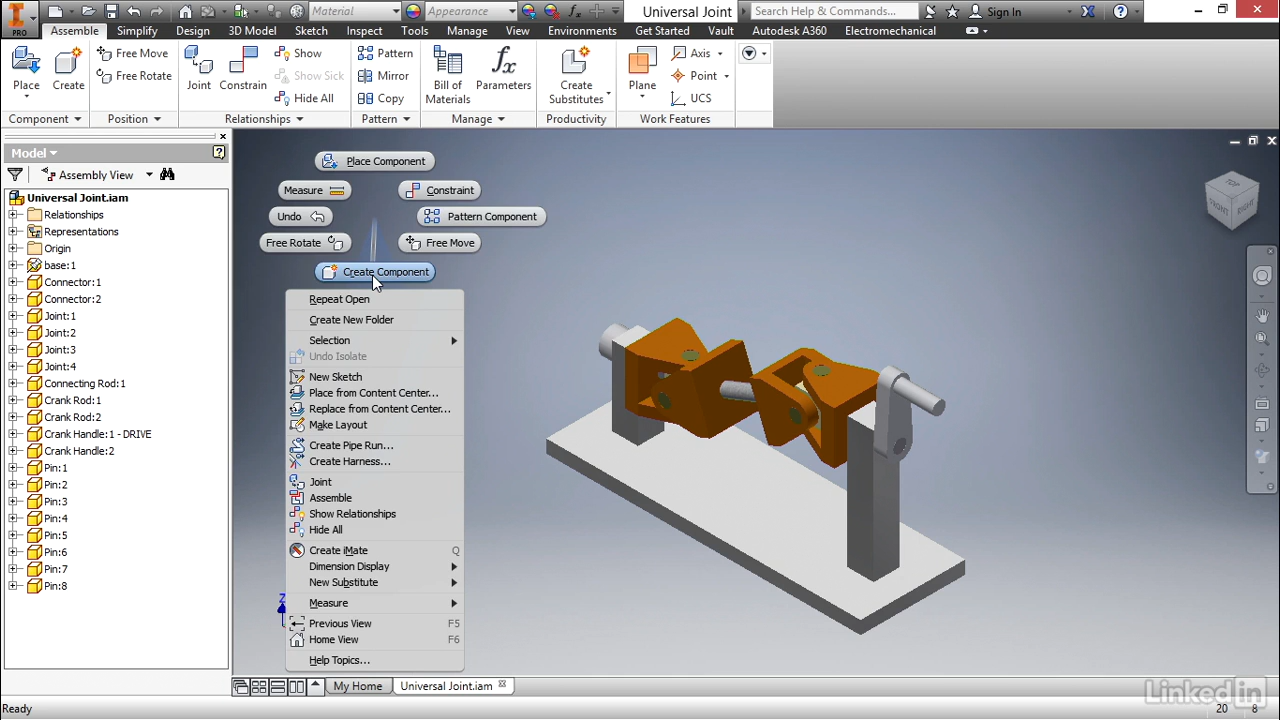 PRO
Material
Appearance
Universal Joint
Search Help & Commands...
Sign In
Assemble
Simplify
Design
3D Model
Sketch
Inspect
Tools
Manage
View
Environments
Get Started
Vault
Autodesk A360
Electromechanical
Place
Create
Free Move
Free Rotate
Joint
Constrain
Show
Show Sick
Hide All
Pattern
Mirror
Copy
Bill of
Materials
Parameters
Create
Substitutes
Plane
Axis
Point
UCS
Component
Position
Relationships
Pattern
Manage
Productivity
Work Features
Model
Assembly View
Universal Joint.iam
Relationships
Representations
Origin
base:1
Connector:1
Connector:2
Joint:1
Joint:2
Joint:3
Joint:4
Connecting Rod:1
Crank Rod:1
Crank Rod:2
Crank Handle:1 - DRIVE
Crank Handle:2
Pin:1
Pin:2
Pin:3
Pin:4
Pin:5
Pin:6
Pin:7
Pin:8
Place Component
Measure
Constraint
Undo
Pattern Component
Free Rotate
Free Move
Create Component
Repeat Open
Create New Folder
Selection
Undo Isolate
New Sketch
Place from Content Center...
Replace from Content Center...
Make Layout
Create Pipe Run...
Create Harness...
Joint
Assemble
Show Relationships
Hide All
Create iMate Q
Dimension Display
New Substitute
Measure
Previous View F5
Home View F6
Help Topics...
TOP
FRONT
RIGHT
Z
My Home
Universal Joint.iam
Linked in
Ready
20 8